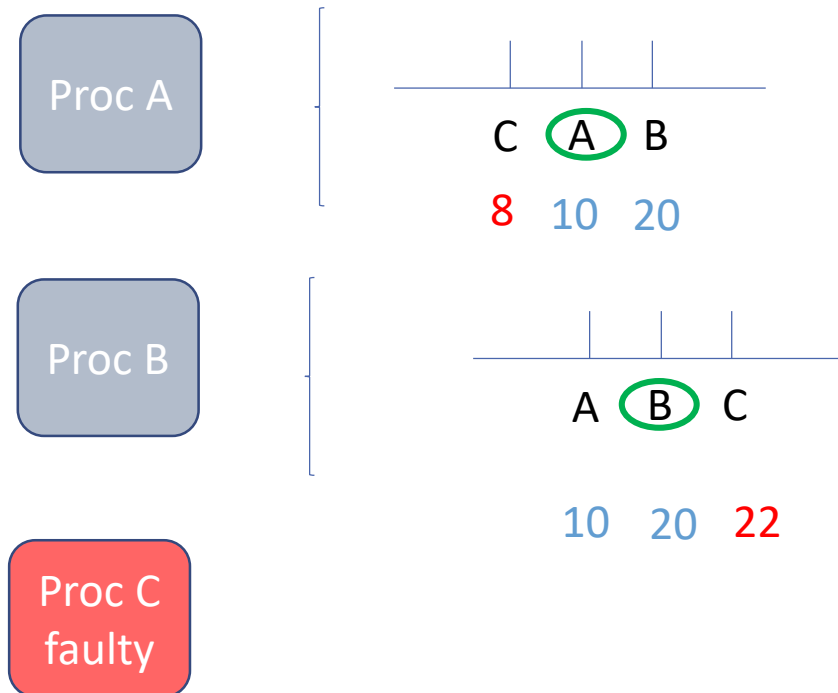 Proc A
C A B
8 10 20
Proc B
A B C
10 20 22
Proc C
faulty